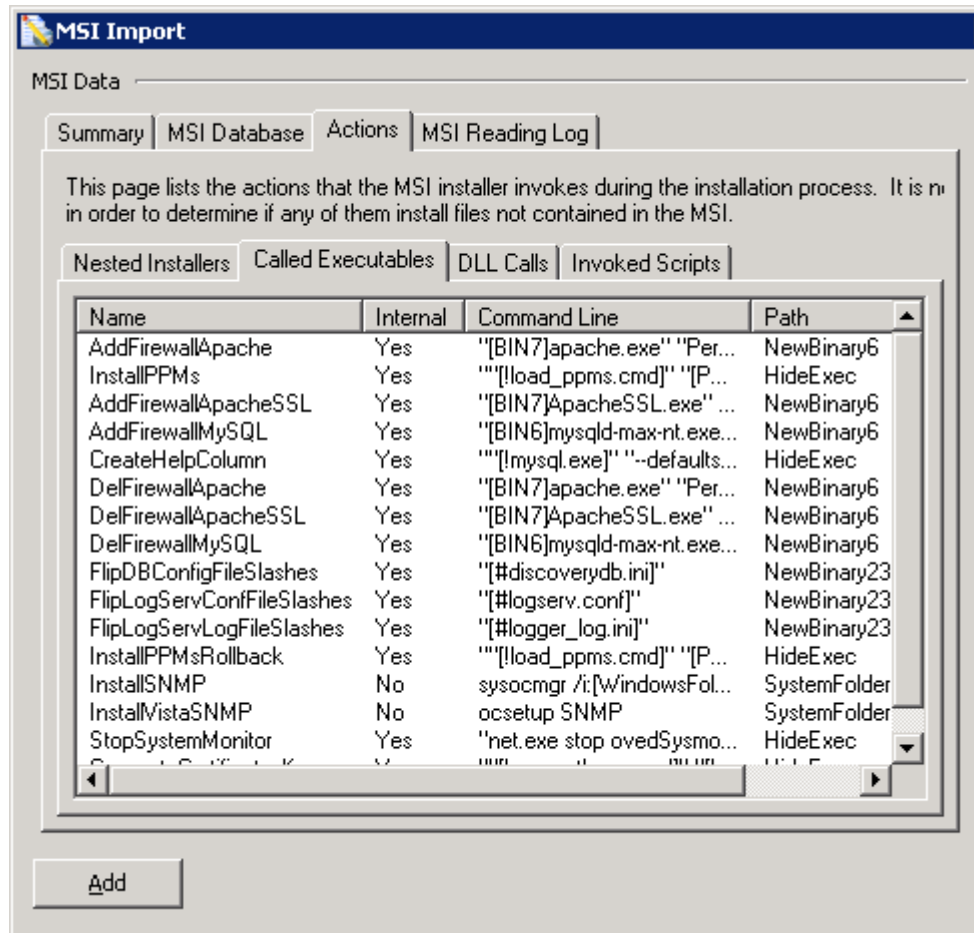 MSI Import
MSI Data
Summary MSI Database Actions MSI Reading Log
This page lists the actions that the MSI installer invokes during the installation process. It is
in order to determine if any of them install files not contained in the MSI.
Nested Installers Called Executables DLL Calls Invoked Scripts
Name Internal Command Line Path
AddFirewallApache Yes "[BIN7]apache.exe" "Per... NewBinary6
InstallPPMs Yes ""[!load_ppms.cmd]" "[P... HideExec
AddFirewallApacheSSL Yes "[BIN7]ApacheSSL.exe" ... NewBinary6
AddFirewallMySQL Yes "[BIN6]mysqld-max-nt.exe... NewBinary6
CreateHelpColumn Yes ""[!mysql.exe]" "--defaults... HideExec
DelFirewallApache Yes "[BIN7]apache.exe" "Per... NewBinary6
DelFirewallApacheSSL Yes "[BIN7]ApacheSSL.exe" ... NewBinary6
DelFirewallMySQL Yes "[BIN6]mysqld-max-nt.exe... NewBinary6
FlipDBConfigFileSlashes Yes "[#discoverydb.ini]" NewBinary23
FlipLogServConfFileSlashes Yes "[#logserv.conf]" NewBinary23
FlipLogServLogFileSlashes Yes "[#logger_log.ini]" NewBinary23
InstallPPMsRollback Yes ""[!load_ppms.cmd]" "[P... HideExec
InstallSNMP No sysocmgr /i:[WindowsFol... SystemFolder
InstallVistaSNMP No ocsetup SNMP SystemFolder
StopSystemMonitor Yes "net.exe stop ovedSysmo... HideExec
Add